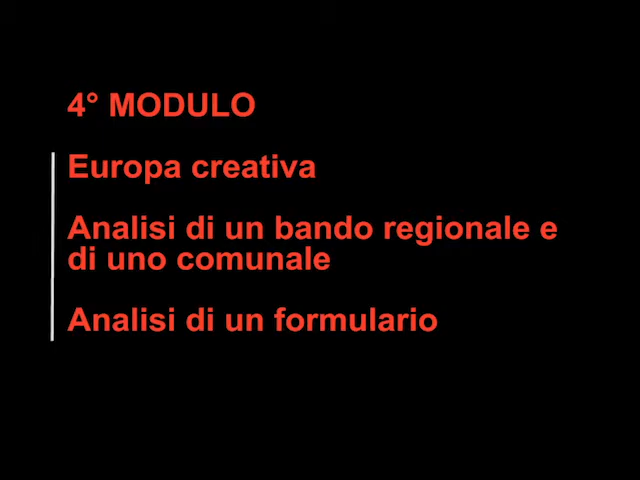 4° MODULO
Europa creativa
Analisi di un bando regionale e
di uno comunale
Analisi di un formulario